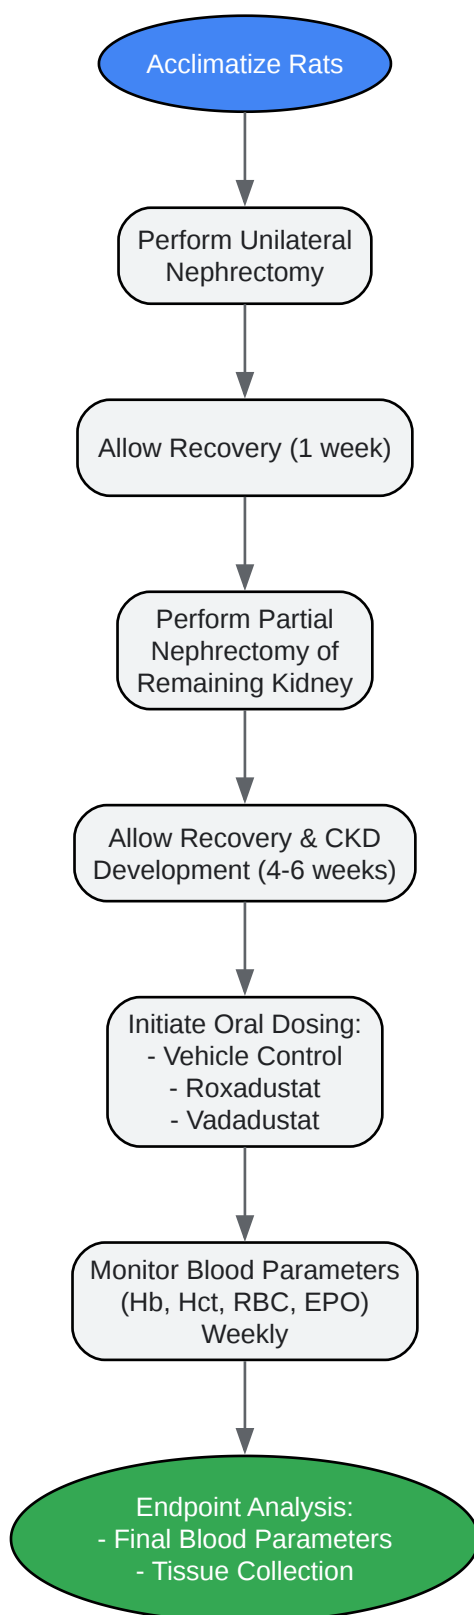 Acclimatize Rats
Perform Unilateral
Nephrectomy
Allow Recovery (1 week)
Perform Partial
Nephrectomy of
Remaining Kidney
Allow Recovery & CKD
Development (4-6 weeks)
Initiate Oral Dosing:
- Vehicle Control
- Roxadustat
- Vadadustat
Monitor Blood Parameters
(Hb, Hct, RBC, EPO)
Weekly
Endpoint Analysis:
- Final Blood Parameters
- Tissue Collection